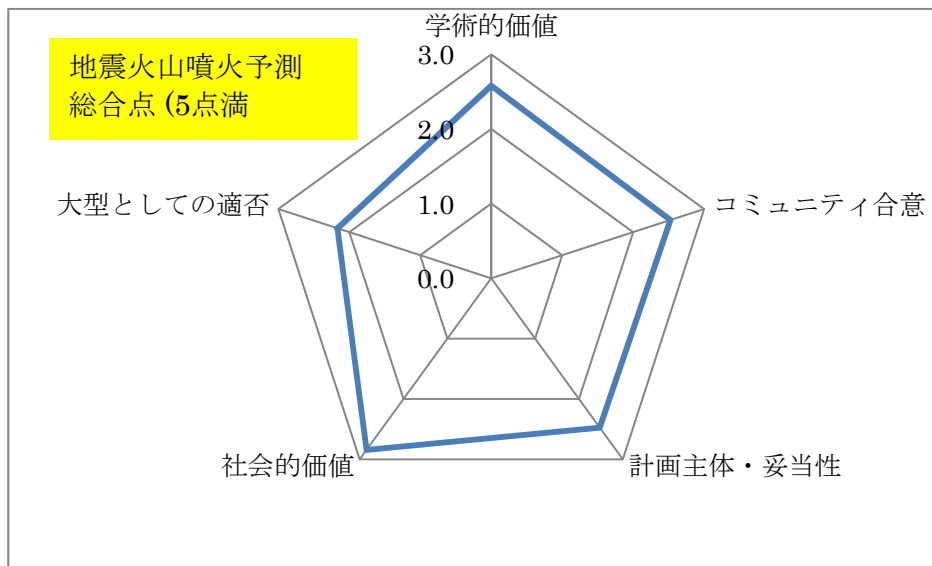 学術的価値
地震火山噴火予測
総合点 (5点満
3.0
2.0
1.0
0.0
大型としての適否
コミュニティ合意
社会的価値
計画主体・妥当性